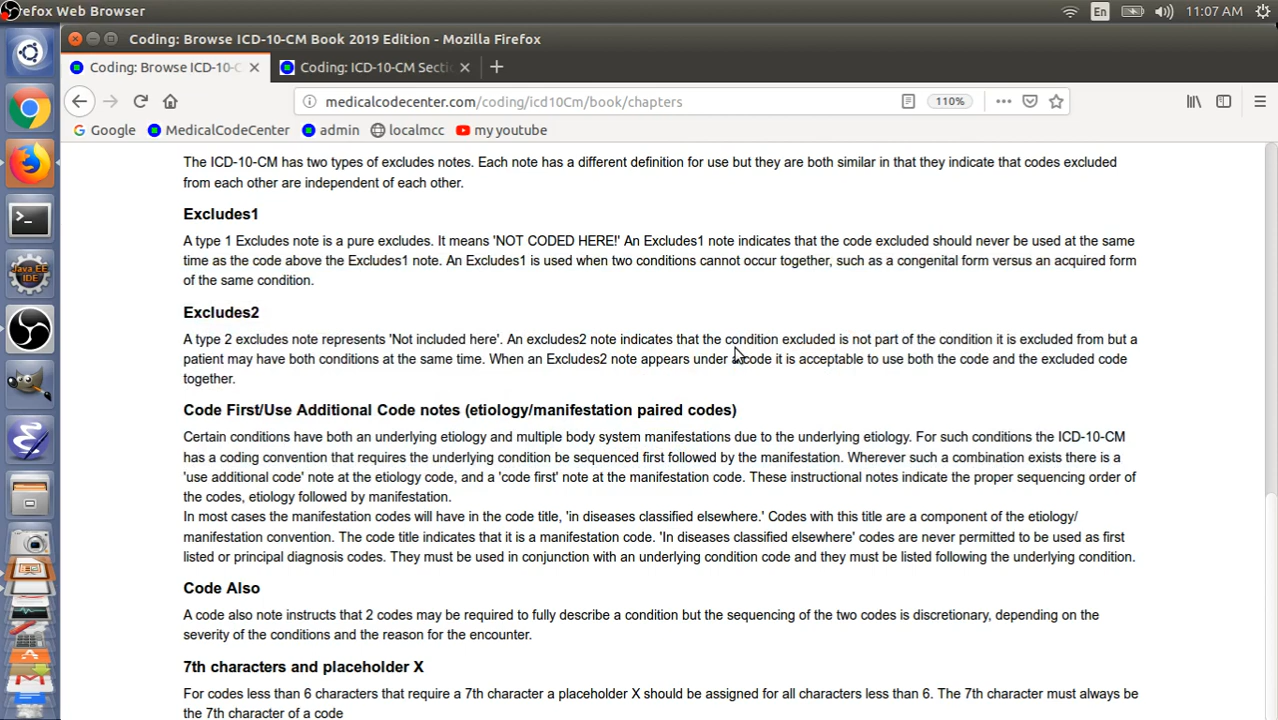 refox Web Browser
En
11:07 AM
Coding: Browse ICD-10-CM Book 2019 Edition - Mozilla Firefox
Coding: Browse ICD-10-C
Coding: ICD-10-CM Secti
medicalcodecenter.com/coding/icd10Cm/book/chapters
110%
Google
MedicalCodeCenter
admin
localmcc
my youtube
The ICD-10-CM has two types of excludes notes. Each note has a different definition for use but they are both similar in that they indicate that codes excluded
from each other are independent of each other.
Excludes1
A type 1 Excludes note is a pure excludes. It means 'NOT CODED HERE!' An Excludes1 note indicates that the code excluded should never be used at the same
time as the code above the Excludes1 note. An Excludes1 is used when two conditions cannot occur together, such as a congenital form versus an acquired form
of the same condition.
Excludes2
A type 2 excludes note represents 'Not included here'. An excludes2 note indicates that the condition excluded is not part of the condition it is excluded from but a
patient may have both conditions at the same time. When an Excludes2 note appears under a code it is acceptable to use both the code and the excluded code
together.
Code First/Use Additional Code notes (etiology/manifestation paired codes)
Certain conditions have both an underlying etiology and multiple body system manifestations due to the underlying etiology. For such conditions the ICD-10-CM
has a coding convention that requires the underlying condition be sequenced first followed by the manifestation. Wherever such a combination exists there is a
'use additional code' note at the etiology code, and a 'code first' note at the manifestation code. These instructional notes indicate the proper sequencing order of
the codes, etiology followed by manifestation.
In most cases the manifestation codes will have in the code title, 'in diseases classified elsewhere.' Codes with this title are a component of the etiology/
manifestation convention. The code title indicates that it is a manifestation code. 'In diseases classified elsewhere' codes are never permitted to be used as first
listed or principal diagnosis codes. They must be used in conjunction with an underlying condition code and they must be listed following the underlying condition.
Code Also
A code also note instructs that 2 codes may be required to fully describe a condition but the sequencing of the two codes is discretionary, depending on the
severity of the conditions and the reason for the encounter.
7th characters and placeholder X
For codes less than 6 characters that require a 7th character a placeholder X should be assigned for all characters less than 6. The 7th character must always be
the 7th character of a code
Java EE
IDE